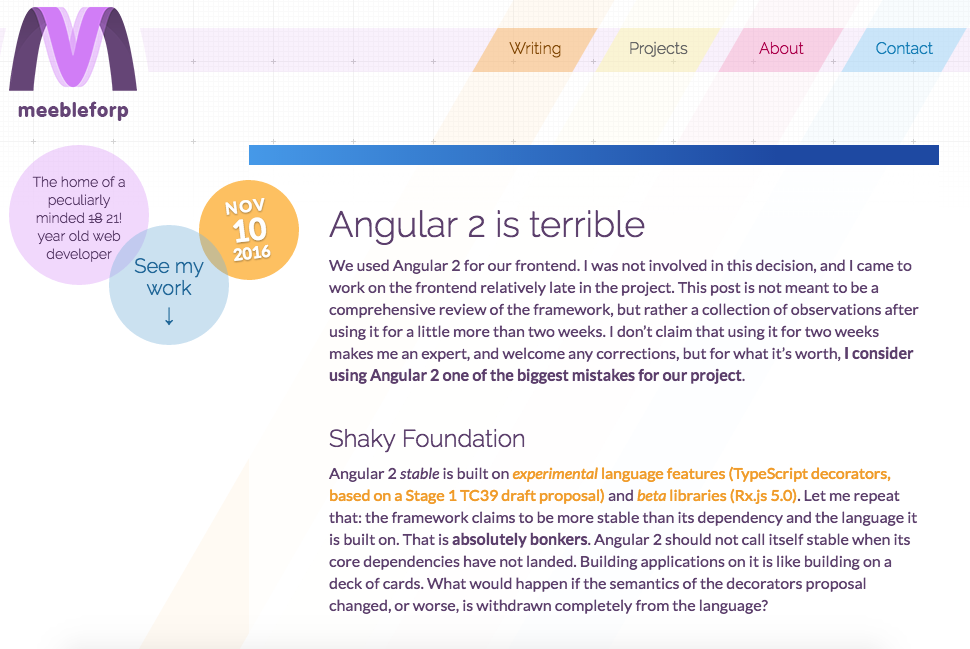 Writing
Projects
About
Contact
meebleforp
The home of a
peculiarly
minded 18 21!
year old web
developer
See my
work
↓
NOV
10
2016
Angular 2 is terrible
We used Angular 2 for our frontend. I was not involved in this decision, and I came to
work on the frontend relatively late in the project. This post is not meant to be a
comprehensive review of the framework, but rather a collection of observations after
using it for a little more than two weeks. I don't claim that using it for two weeks
makes me an expert, and welcome any corrections, but for what it's worth, I consider
using Angular 2 one of the biggest mistakes for our project.
Shaky Foundation
Angular 2 stable is built on experimental language features (TypeScript decorators,
based on a Stage 1 TC39 draft proposal) and beta libraries (Rx.js 5.0). Let me repeat
that: the framework claims to be more stable than its dependency and the language it
is built on. That is absolutely bonkers. Angular 2 should not call itself stable when its
core dependencies have not landed. Building applications on it is like building on a
deck of cards. What would happen if the semantics of the decorators proposal
changed, or worse, is withdrawn completely from the language?